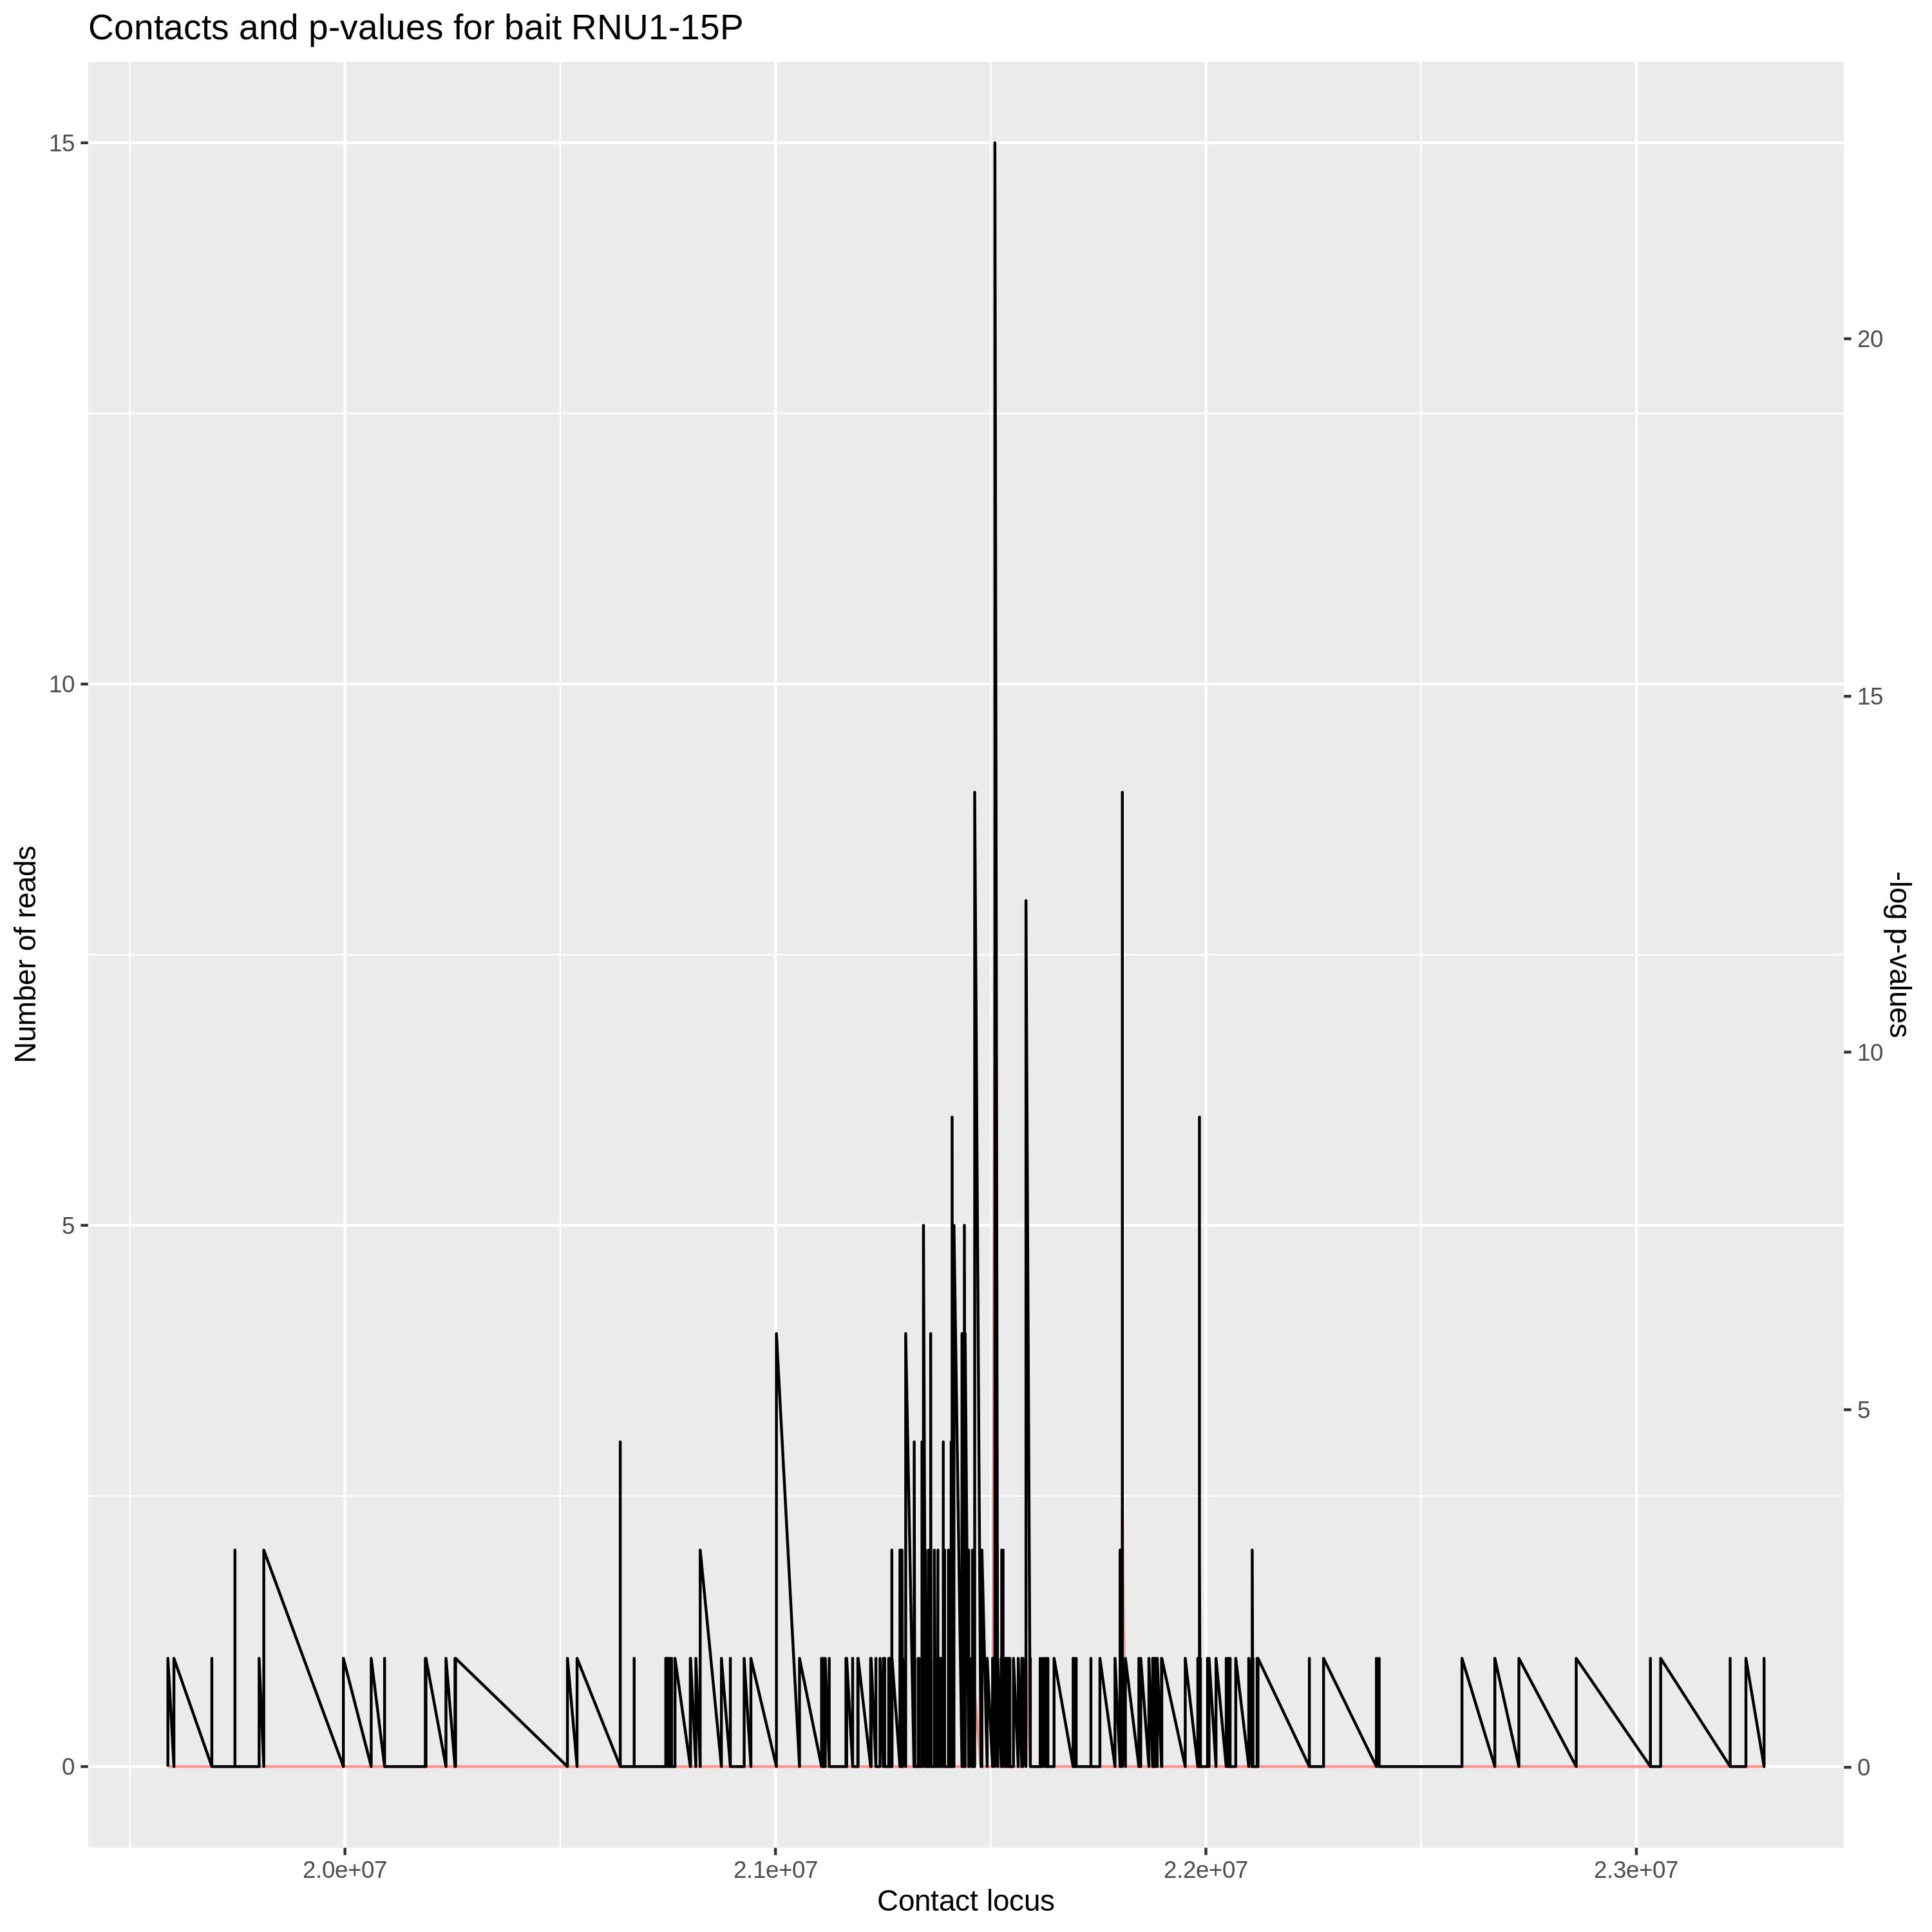 Contacts and p-values for bait RNU1-15P
15
10
5
0
Number of reads
20
15
10
5
0
-log p-values
2.0e+07
2.1e+07
2.2e+07
2.3e+07
Contact locus